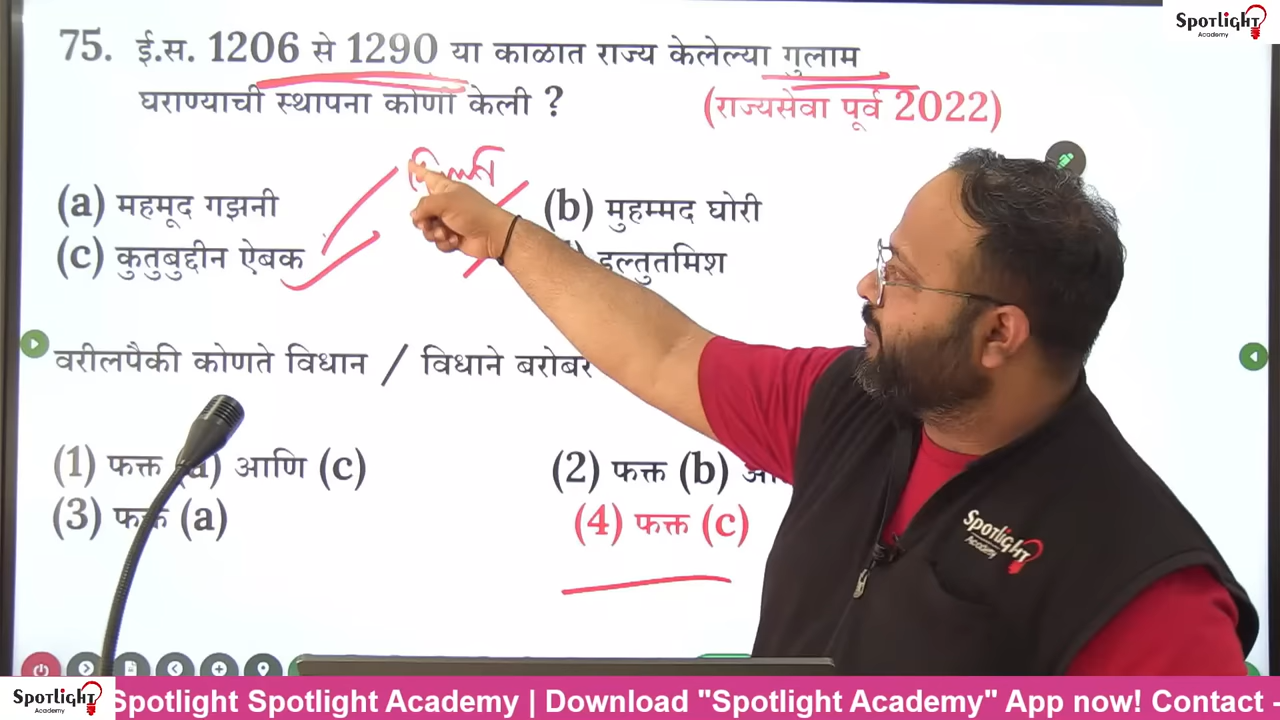 Spotlight
Academy
75. ई.स. 1206 से 1290 या काळात राज्य केलेल्या गुलाम
घराण्याची स्थापना कोणी केली ?
(राज्यसेवा पूर्व 2022)
(a) महमूद गझनी
(b) मुहम्मद घोरी
(c) कुतुबुद्दीन ऐबक
इल्तुतमिश
वरीलपैकी कोणते विधान / विधाने बरोबर
(1) फक्त (a) आणि (c)
(2) फक्त (b)
(3) फक्त (a)
(4) फक्त (c)
Spotlight
Academy
Spotlight
Academy
Spotlight Spotlight Academy | Download "Spotlight Academy" App now! Contact -